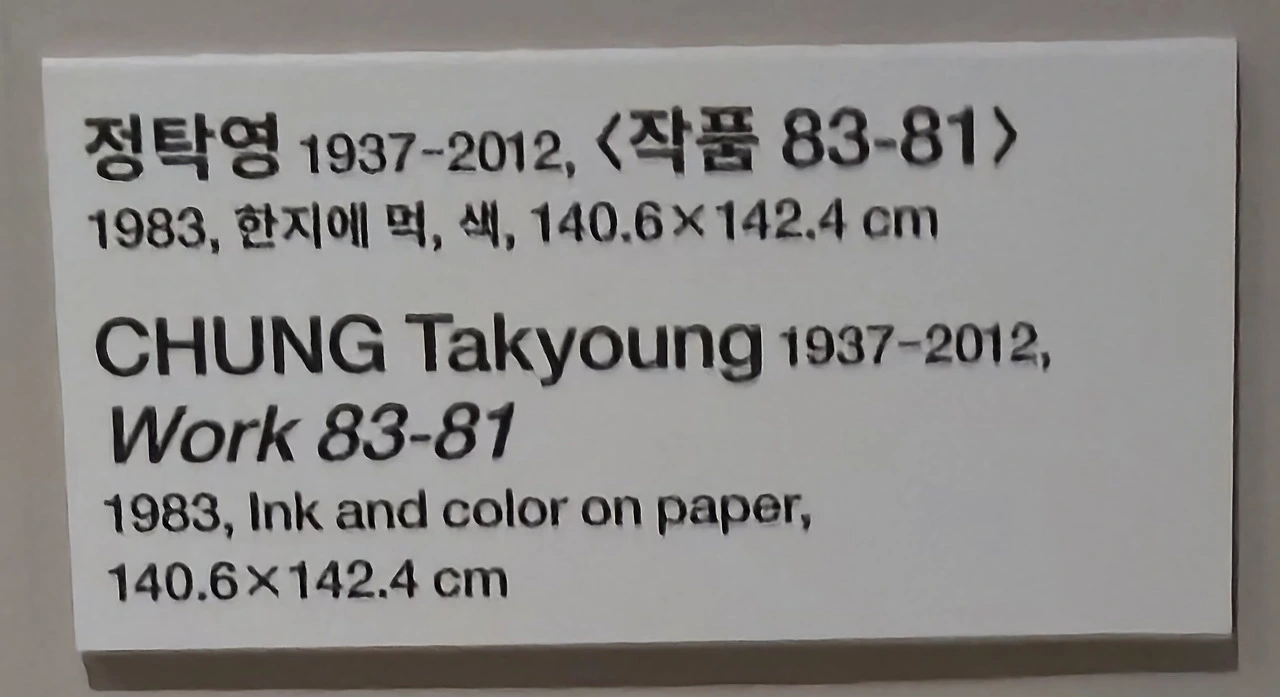 정탁영 1937-2012, 〈작품 83-81〉
1983, 한지에 먹, 색, 140.6×142.4 cm
CHUNG Takyoung 1937-2012,
Work 83-81
1983, Ink and color on paper,
140.6×142.4 cm